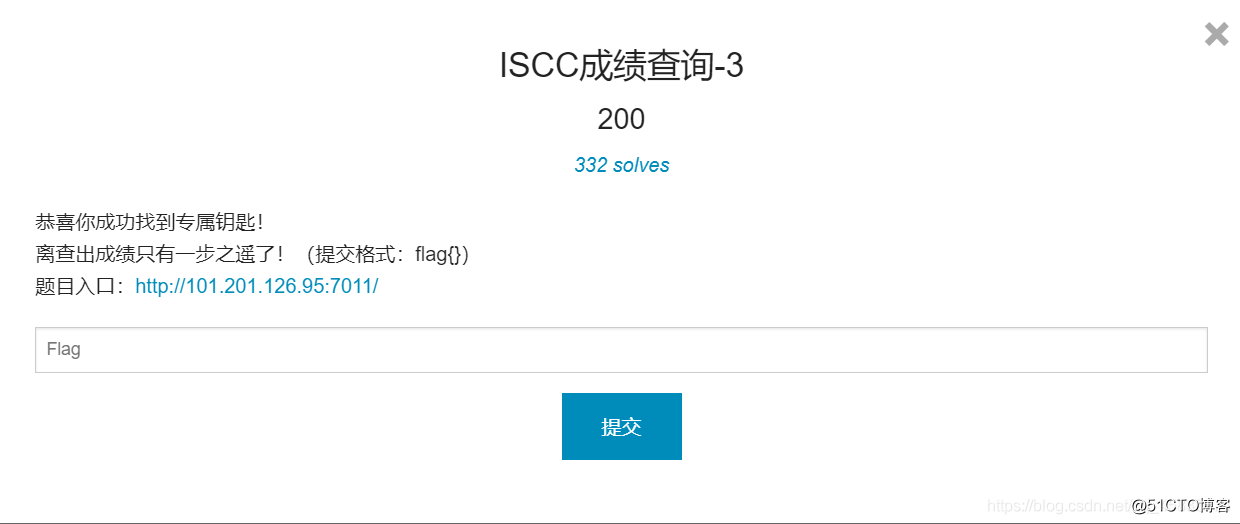 ISCC成绩查询-3
200
332 solves
恭喜你成功找到专属钥匙！
离查出成绩只有一步之遥了！（提交格式：flag{}）
题目入口：http://101.201.126.95:7011/
Flag
提交
https://blog.csdn.net/ @51CTO博客